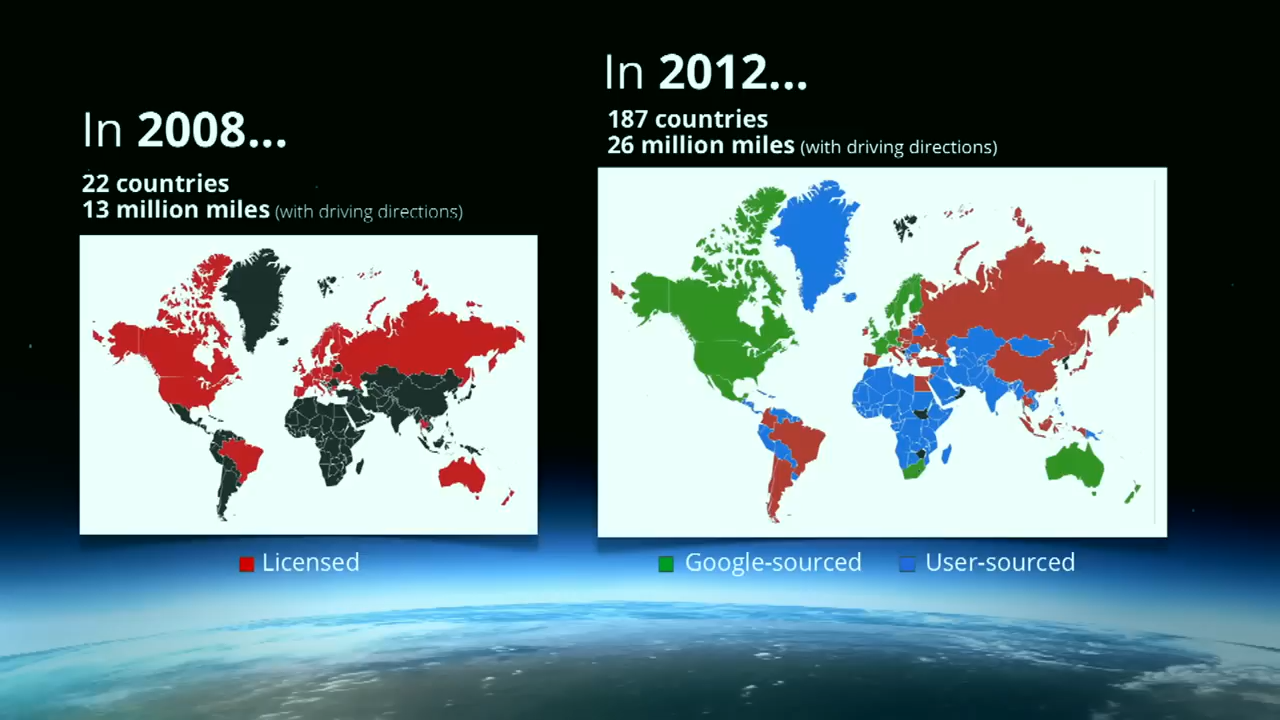 In 2008...
22 countries
13 million miles (with driving directions)
Licensed
In 2012...
187 countries
26 million miles (with driving directions)
Google-sourced
User-sourced